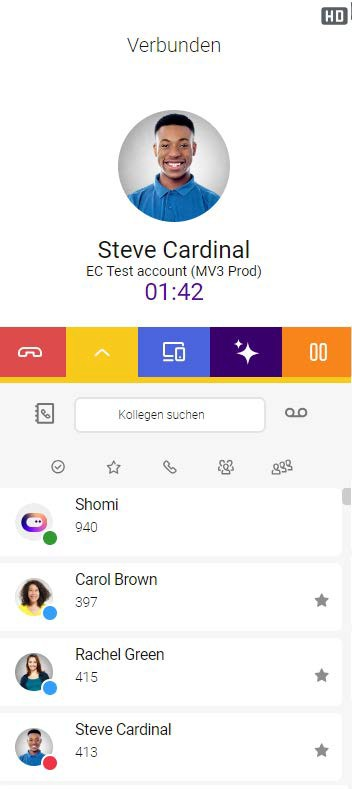 HD
Verbunden
Steve Cardinal
EC Test account (MV3 Prod)
01:42
Kollegen suchen
Shomi
940
Carol Brown
397
Rachel Green
415
Steve Cardinal
413